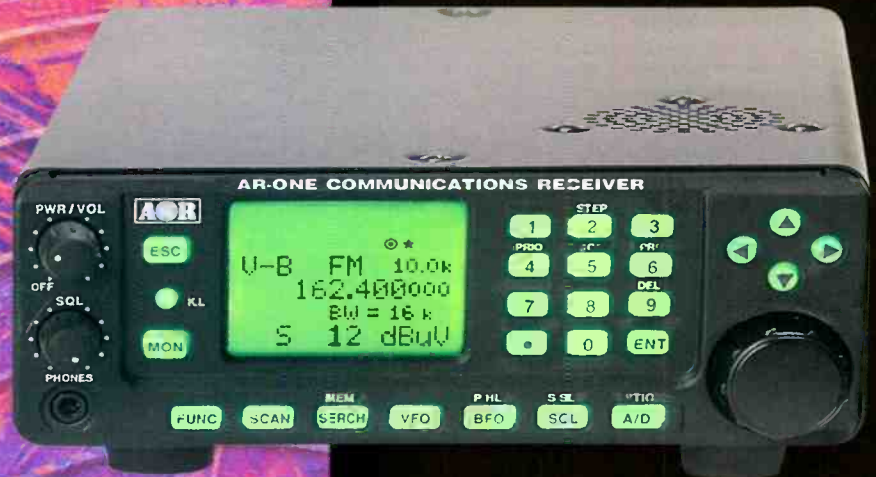 AR-ONE COMMUNICATIONS RECEIVER
PWR/VOL
OFF
SQL
PHONES
AOR
ESC
KL
MON
V-B FM 10.0k
162.400000
BW = 16 k
S 12 dBuV
STEP
1 2 3
PRIO
4 5 6
DEL
7 8 9
. 0 ENT
MEM
FUNC SCAN SERCH VFO BFO SQL A/D